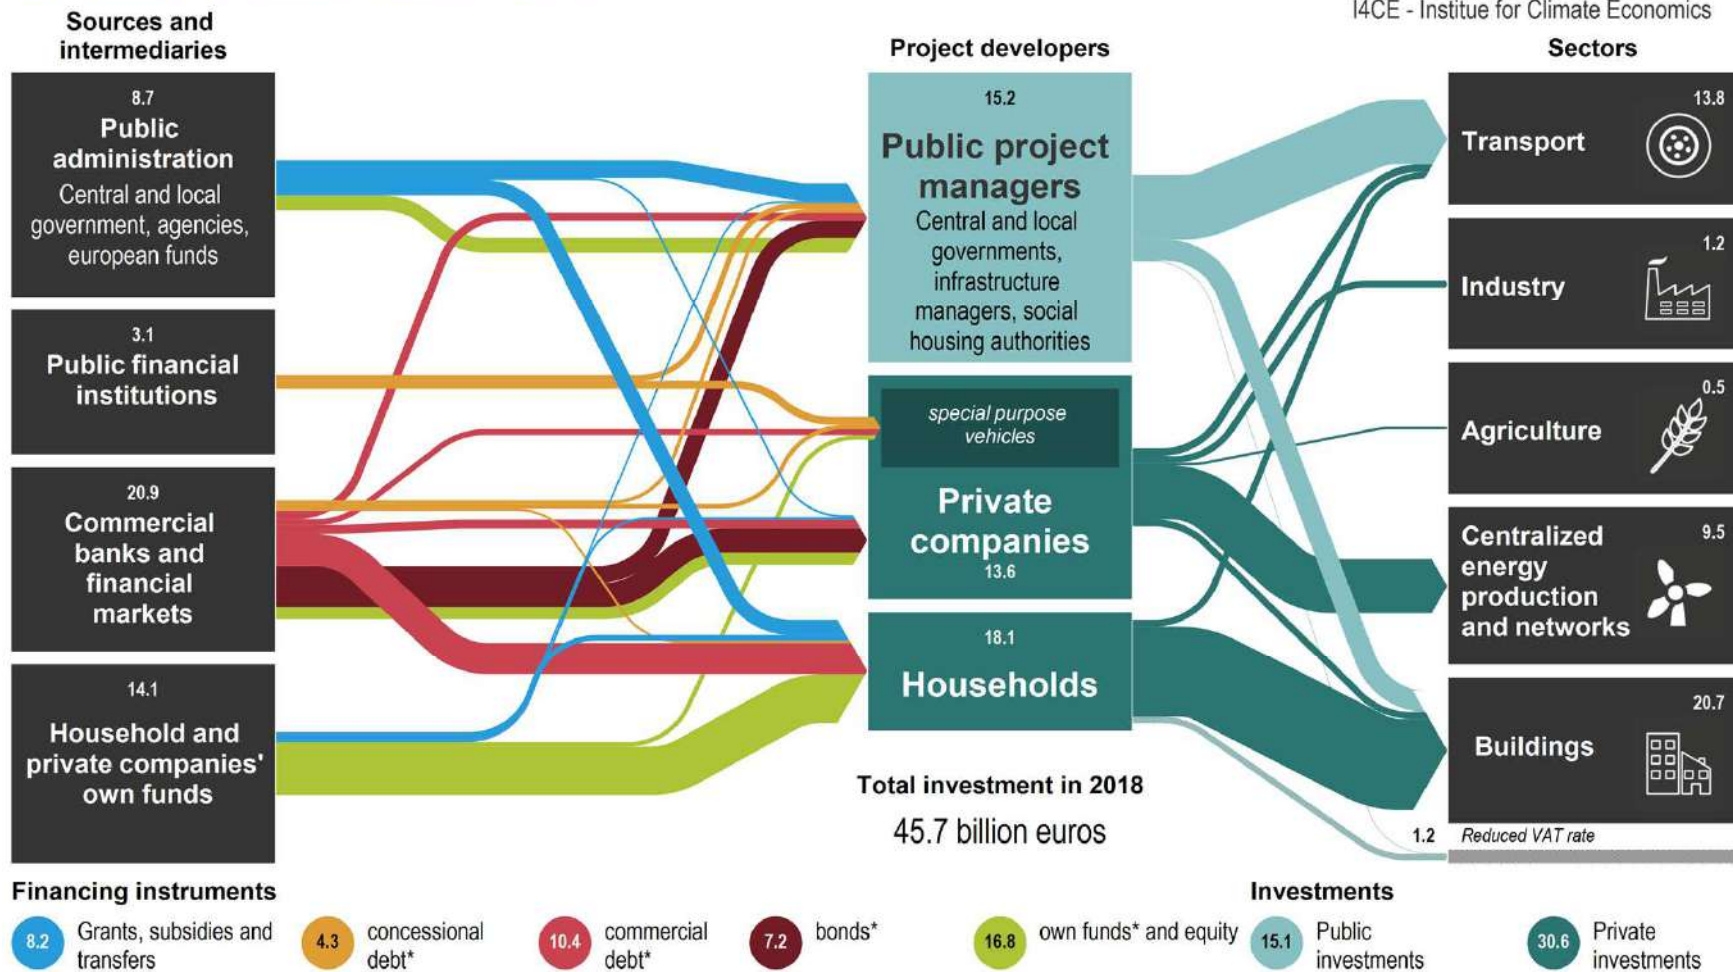 I4CE - Institue for Climate Economics
Sources and
intermediaries
Project developers
Sectors
8.7
Public
administration
Central and local
government, agencies,
european funds
3.1
Public financial
institutions
20.9
Commercial
banks and
financial
markets
14.1
Household and
private companies'
own funds
15.2
Public project
managers
Central and local
governments,
infrastructure
managers, social
housing authorities
special purpose
vehicles
Private
companies
13.6
18.1
Households
Total investment in 2018
45.7 billion euros
13.8
Transport
1.2
Industry
0.5
Agriculture
9.5
Centralized
energy
production
and networks
20.7
Buildings
1.2 Reduced VAT rate
Financing instruments
8.2 Grants, subsidies and
transfers
4.3 concessional
debt*
10.4 commercial
debt*
7.2 bonds*
16.8 own funds* and equity
Investments
15.1 Public
investments
30.6 Private
investments